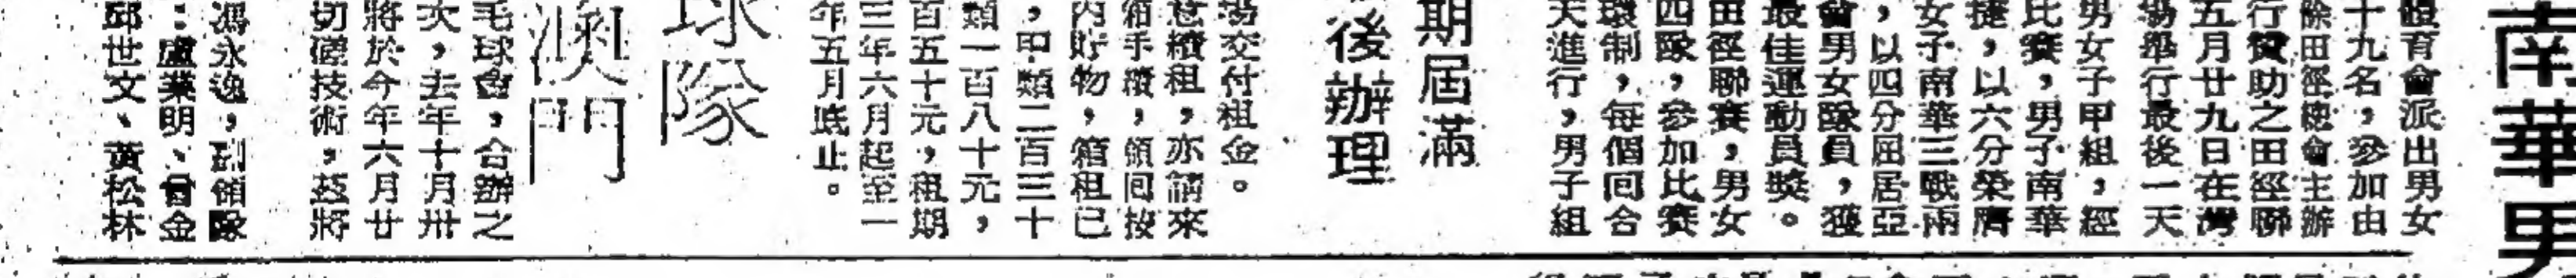 南華男
體育會派出男女
十九名，參加由
除田徑總會主辦
行贊助之田徑聯
五月廿九日在灣
場舉行最後一天
男女子甲組，經
比賽，男子南華
捷，以六分榮膺
女子南華三戰兩
，以四分屈居亞
會男女隊員，獲
最佳運動員獎。
田徑聯賽，男女
四隊，參加比賽
環制，每個回合
天進行，男子組
期屆滿
後辦理
場交付租金。
意續租，亦請來
箱手續，領回按
內貯物，箱租已
，中類二百三十
類一百八十元，
百五十元，租期
三年六月起至一
年五月底止。
球隊
澳門
毛球會，合辦之
次，去年十月卅
將於今年六月廿
切磋技術，茲將
馮永逸，副領隊
：盧業明、曾金
邱世文、黃松林